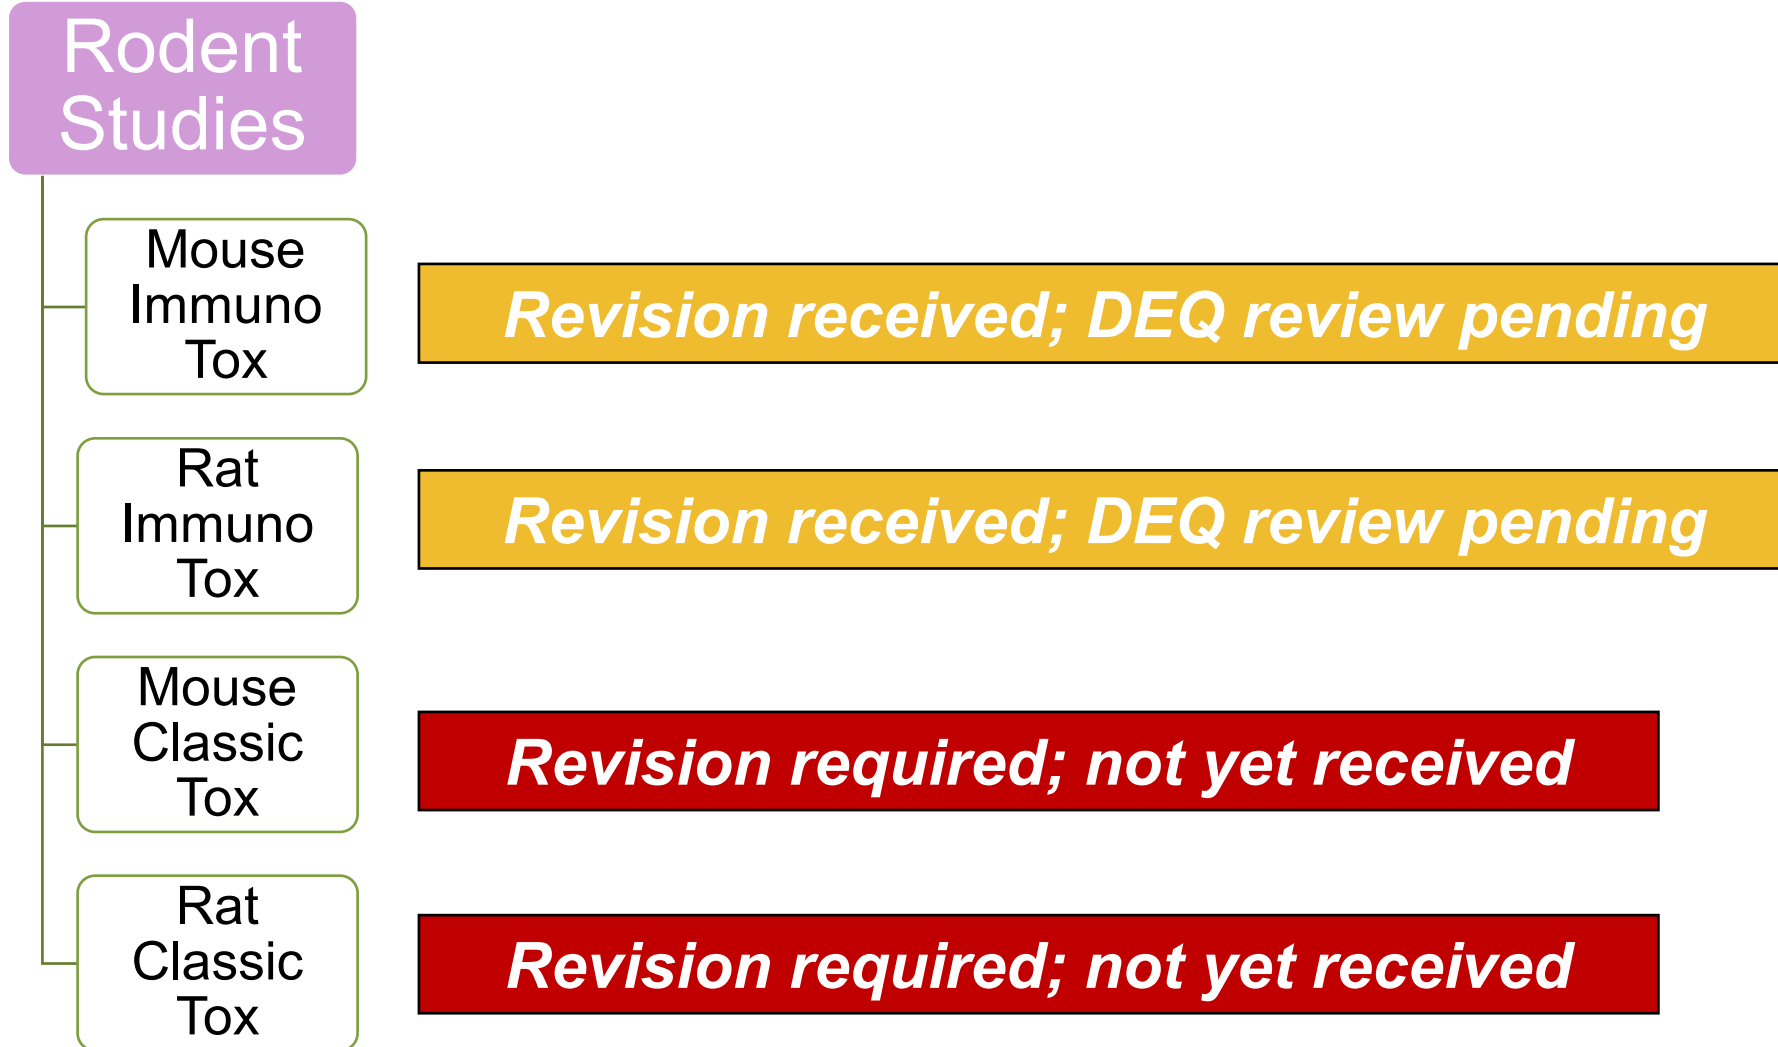 Rodent
Studies
Mouse
Immuno
Tox
Revision received; DEQ review pending
Rat
Immuno
Tox
Revision received; DEQ review pending
Mouse
Classic
Tox
Revision required; not yet received
Rat
Classic
Tox
Revision required; not yet received